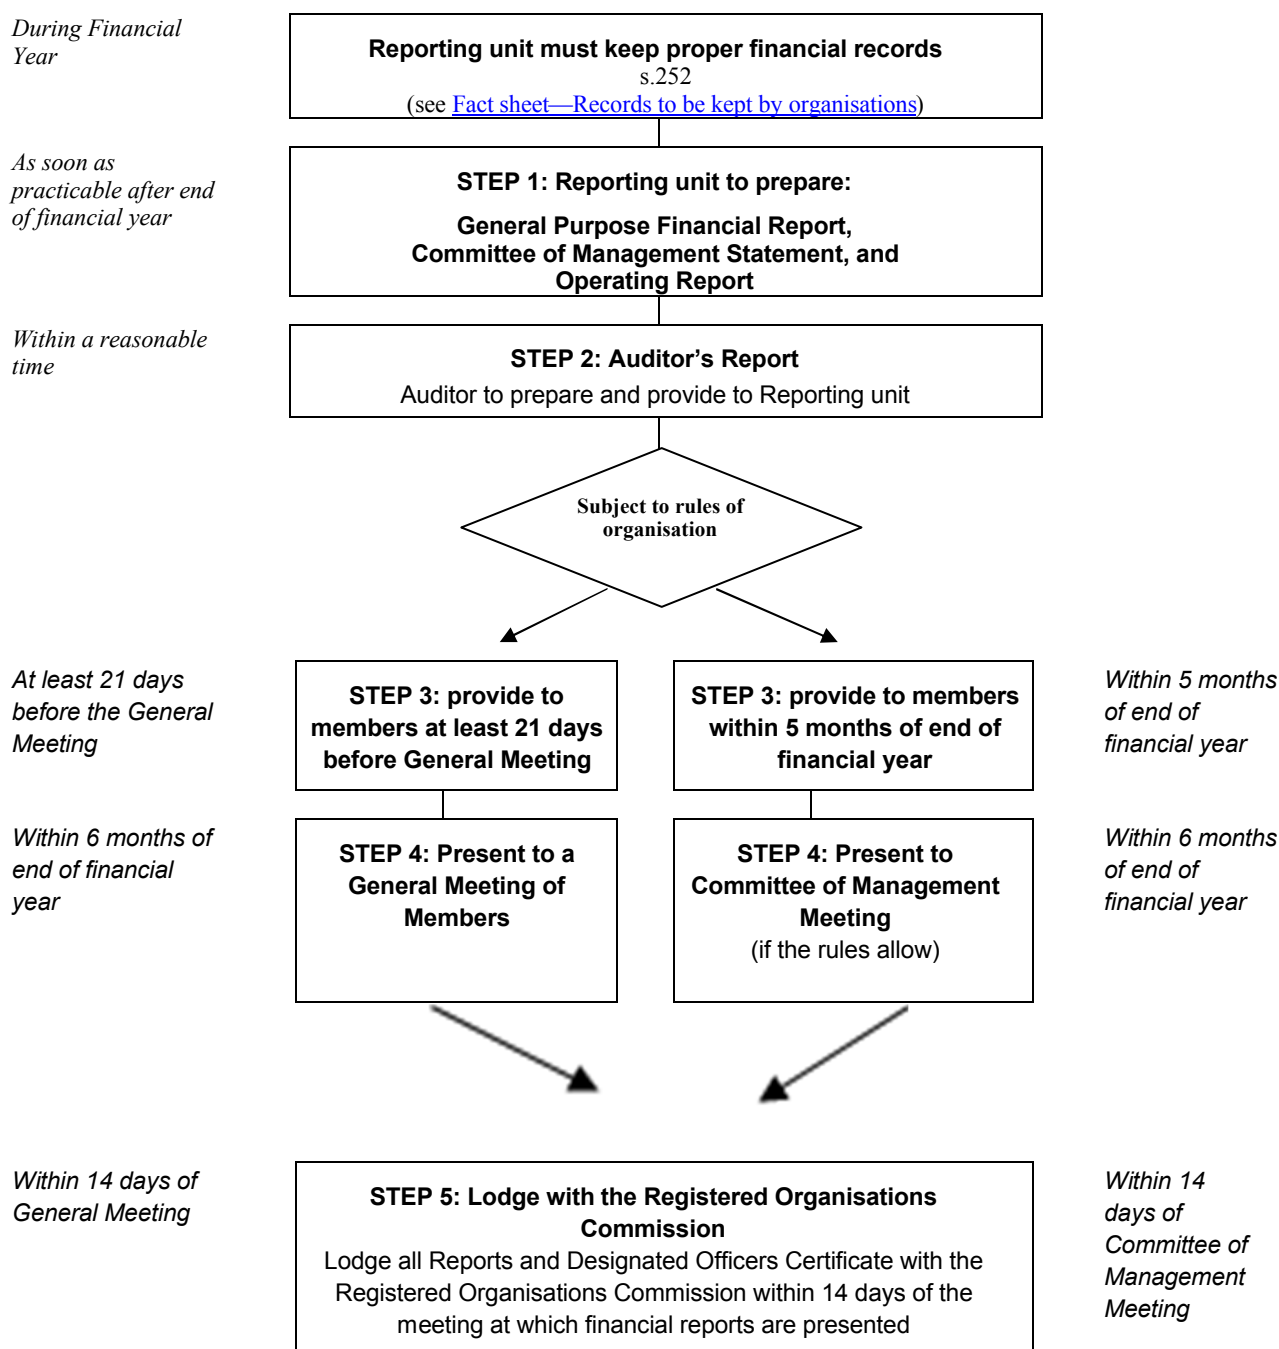 During Financial
Year
Reporting unit must keep proper financial records
s.252
(see Fact sheet—Records to be kept by organisations)
As soon as
practicable after end
of financial year
STEP 1: Reporting unit to prepare:
General Purpose Financial Report,
Committee of Management Statement, and
Operating Report
Within a reasonable
time
STEP 2: Auditor’s Report
Auditor to prepare and provide to Reporting unit
Subject to rules of
organisation
At least 21 days
before the General
Meeting
STEP 3: provide to
members at least 21 days
before General Meeting
STEP 3: provide to members
within 5 months of end of
financial year
Within 5 months
of end of
financial year
Within 6 months of
end of financial
year
STEP 4: Present to a
General Meeting of
Members
STEP 4: Present to
Committee of Management
Meeting
(if the rules allow)
Within 6 months
of end of
financial year
Within 14 days of
General Meeting
STEP 5: Lodge with the Registered Organisations
Commission
Lodge all Reports and Designated Officers Certificate with the
Registered Organisations Commission within 14 days of the
meeting at which financial reports are presented
Within 14
days of
Committee of
Management
Meeting